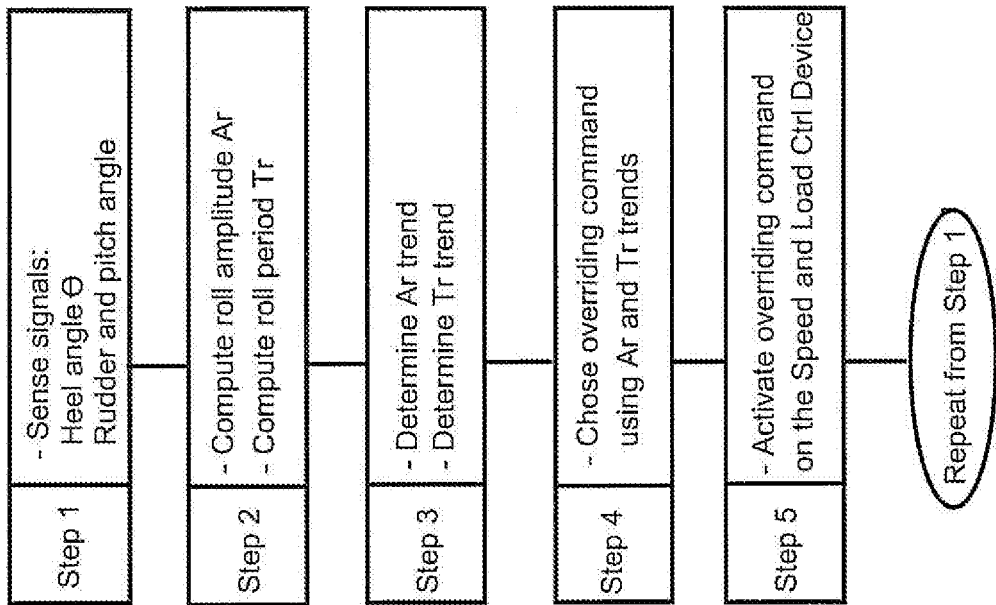 Step 1
- Sense signals:
Heel angle Θ
Rudder and pitch angle
Step 2
- Compute roll amplitude Ar
- Compute roll period Tr
Step 3
- Determine Ar trend
- Determine Tr trend
Step 4
- Chose overriding command
using Ar and Tr trends
Step 5
- Activate overriding command
on the Speed and Load Ctrl Device
Repeat from Step 1